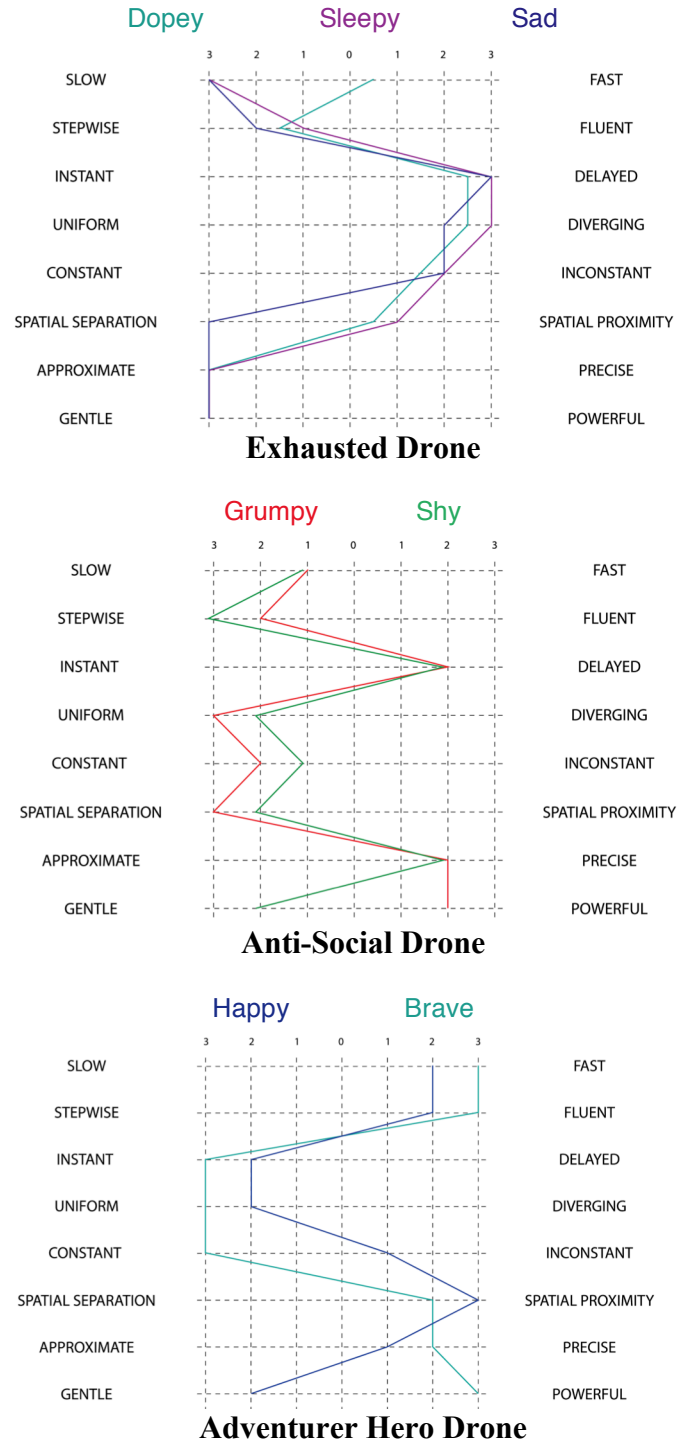 Dopey Sleepy Sad
3 2 1 0 1 2 3
SLOW FAST
STEPWISE FLUENT
INSTANT DELAYED
UNIFORM DIVERGING
CONSTANT INCONSTANT
SPATIAL SEPARATION SPATIAL PROXIMITY
APPROXIMATE PRECISE
GENTLE POWERFUL
Exhausted Drone
Grumpy Shy
3 2 1 0 1 2 3
SLOW FAST
STEPWISE FLUENT
INSTANT DELAYED
UNIFORM DIVERGING
CONSTANT INCONSTANT
SPATIAL SEPARATION SPATIAL PROXIMITY
APPROXIMATE PRECISE
GENTLE POWERFUL
Anti-Social Drone
Happy Brave
3 2 1 0 1 2 3
SLOW FAST
STEPWISE FLUENT
INSTANT DELAYED
UNIFORM DIVERGING
CONSTANT INCONSTANT
SPATIAL SEPARATION SPATIAL PROXIMITY
APPROXIMATE PRECISE
GENTLE POWERFUL
Adventurer Hero Drone